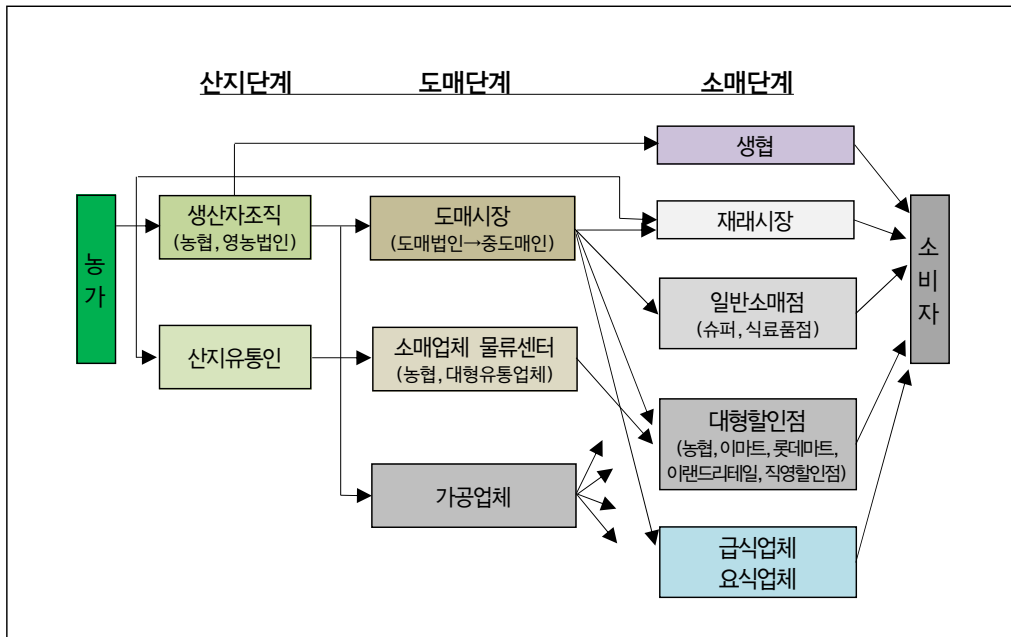 산지단계 도매단계 소매단계
생협
농가
생산자조직
(농협, 영농법인)
도매시장
(도매법인→중도매인)
재래시장
소비자
일반소매점
(슈퍼, 식료품점)
산지유통인
소매업체 물류센터
(농협, 대형유통업체)
대형할인점
(농협, 이마트, 롯데마트,
이랜드리테일, 직영할인점)
가공업체
급식업체
요식업체